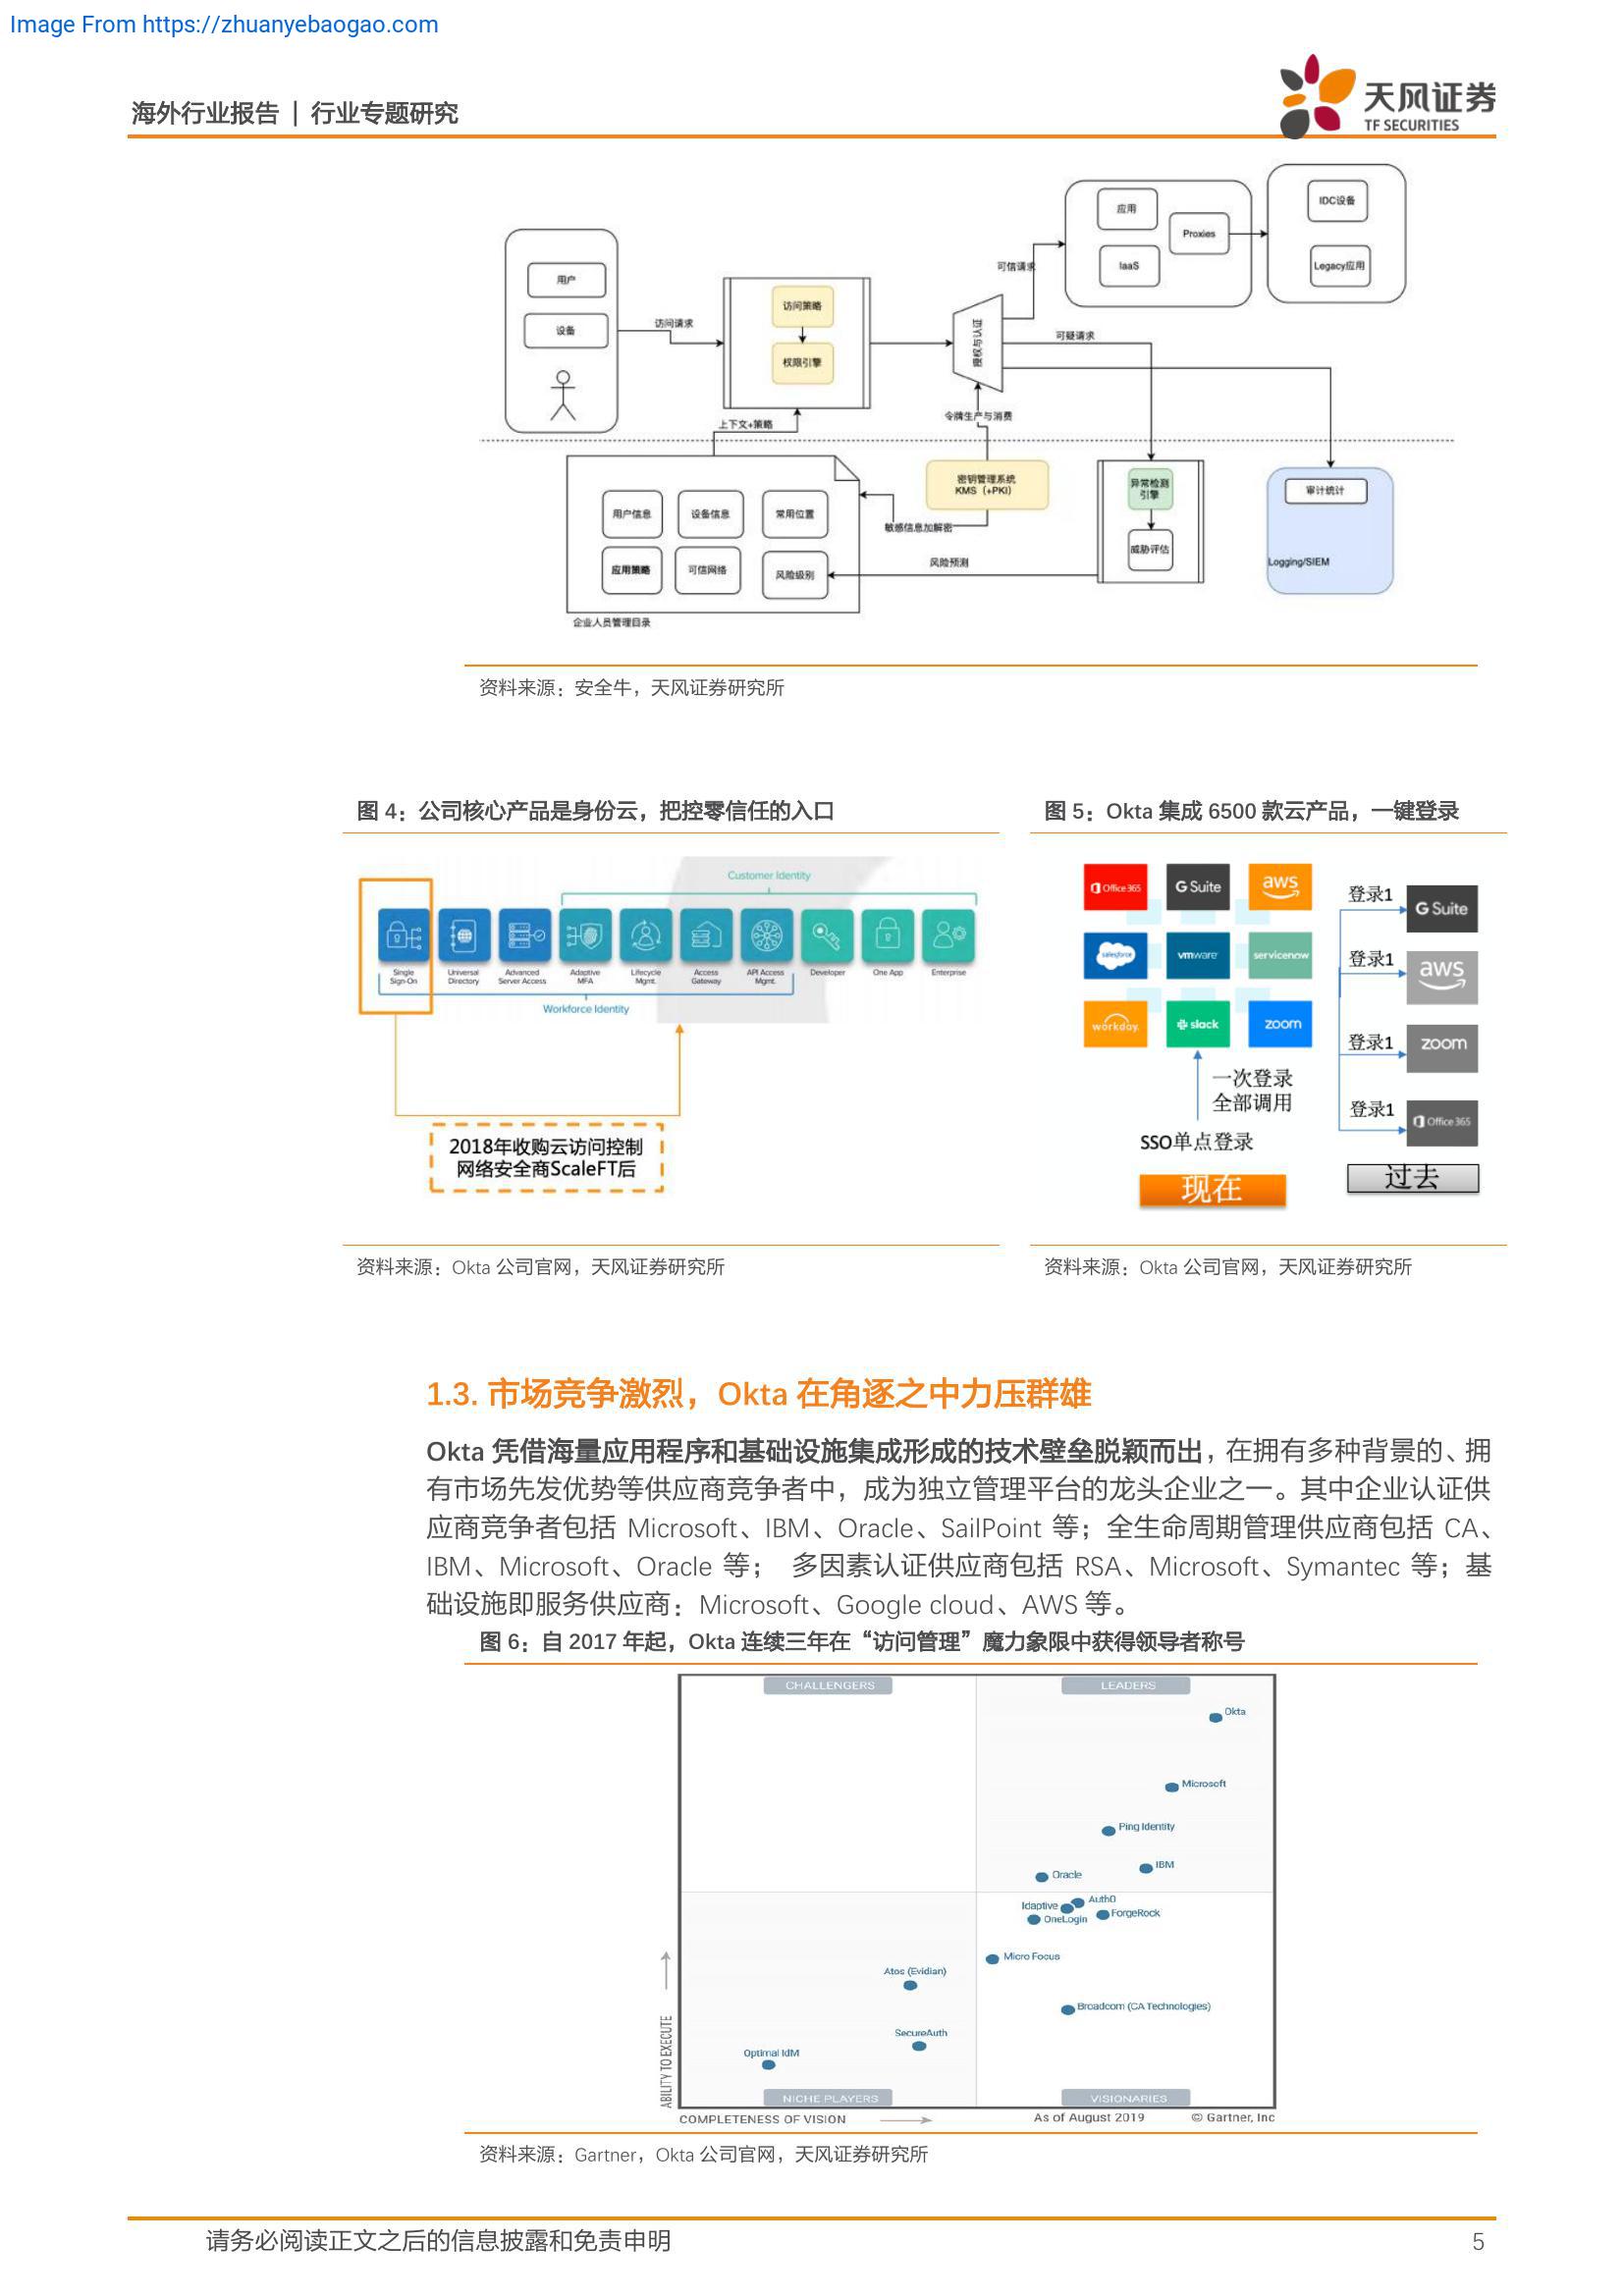 Image From https://zhuanyebaogao.com
海外行业报告 | 行业专题研究
天风证券
TF SECURITIES
用户
设备
访问请求
访问策略
权限引擎
上下文+策略
授权与认证
可信请求
可疑请求
令牌生产与消费
应用
Proxies
IaaS
IDC设备
Legacy应用
用户信息
设备信息
常用位置
应用策略
可信网络
风险级别
企业人员管理目录
密钥管理系统
KMS（+PKI）
敏感信息加解密
风险预测
异常检测
引擎
威胁评估
审计统计
Logging/SIEM
资料来源：安全牛，天风证券研究所
图 4：公司核心产品是身份云，把控零信任的入口
Customer Identity
Single
Sign-On
Universal
Directory
Advanced
Server Access
Adaptive
MFA
Lifecycle
Mgmt.
Access
Gateway
API Access
Mgmt.
Developer
One App
Enterprise
Workforce Identity
2018年收购云访问控制
网络安全商ScaleFT后
资料来源：Okta 公司官网，天风证券研究所
图 5：Okta 集成 6500 款云产品，一键登录
Office 365
G Suite
aws
salesforce
vmware
servicenow
workday.
slack
zoom
一次登录
全部调用
SSO单点登录
现在
登录1
G Suite
登录1
aws
登录1
zoom
登录1
Office 365
过去
资料来源：Okta 公司官网，天风证券研究所
1.3. 市场竞争激烈，Okta 在角逐之中力压群雄
Okta 凭借海量应用程序和基础设施集成形成的技术壁垒脱颖而出，在拥有多种背景的、拥
有市场先发优势等供应商竞争者中，成为独立管理平台的龙头企业之一。其中企业认证供
应商竞争者包括 Microsoft、IBM、Oracle、SailPoint 等；全生命周期管理供应商包括 CA、
IBM、Microsoft、Oracle 等； 多因素认证供应商包括 RSA、Microsoft、Symantec 等；基
础设施即服务供应商：Microsoft、Google cloud、AWS 等。
图 6：自 2017 年起，Okta 连续三年在“访问管理”魔力象限中获得领导者称号
CHALLENGERS
LEADERS
Okta
Microsoft
Ping Identity
IBM
Oracle
Auth0
Idaptive
ForgeRock
OneLogin
Micro Focus
Atos (Evidian)
Broadcom (CA Technologies)
SecureAuth
Optimal IdM
NICHE PLAYERS
VISIONARIES
ABILITY TO EXECUTE
COMPLETENESS OF VISION
As of August 2019
© Gartner, Inc
资料来源：Gartner，Okta 公司官网，天风证券研究所
请务必阅读正文之后的信息披露和免责申明
5